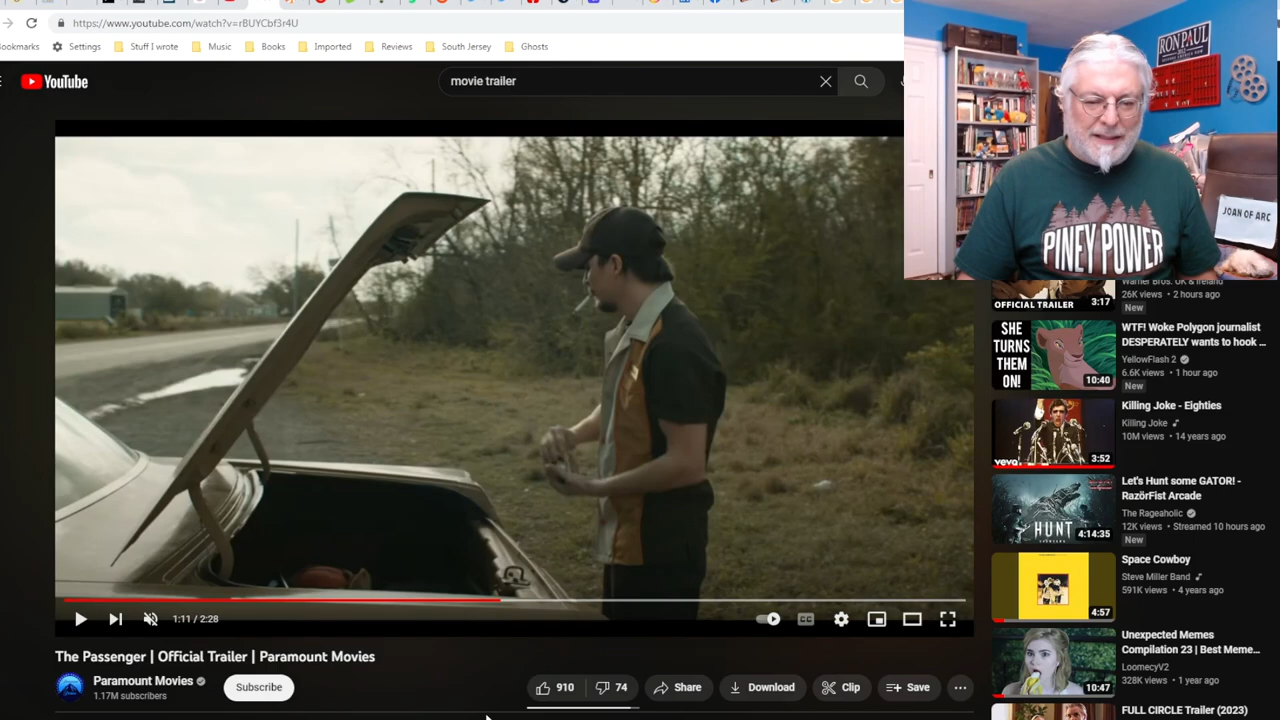 https://www.youtube.com/watch?v=rBUYCbf3r4U
ookmarks Settings Stuff I wrote Music Books Imported Reviews South Jersey Ghosts
YouTube
movie trailer
RON PAUL
2012
JOAN OF ARC
PINEY POWER
1:11 / 2:28
CC
The Passenger | Official Trailer | Paramount Movies
Paramount Movies
1.17M subscribers
Subscribe
910
74
Share
Download
Clip
Save
Warner Bros. UK & Ireland
26K views • 2 hours ago
New
OFFICIAL TRAILER
3:17
SHE
TURNS
THEM
ON!
10:40
WTF! Woke Polygon journalist
DESPERATELY wants to hook ...
YellowFlash 2
6.6K views • 1 hour ago
New
vevo
3:52
Killing Joke - Eighties
Killing Joke
10M views • 14 years ago
HUNT
4:14:35
Let's Hunt some GATOR! -
RazörFist Arcade
The Rageaholic
12K views • Streamed 10 hours ago
New
4:57
Space Cowboy
Steve Miller Band
591K views • 4 years ago
10:47
Unexpected Memes
Compilation 23 | Best Meme...
LoomecyV2
328K views • 1 year ago
FULL CIRCLE Trailer (2023)